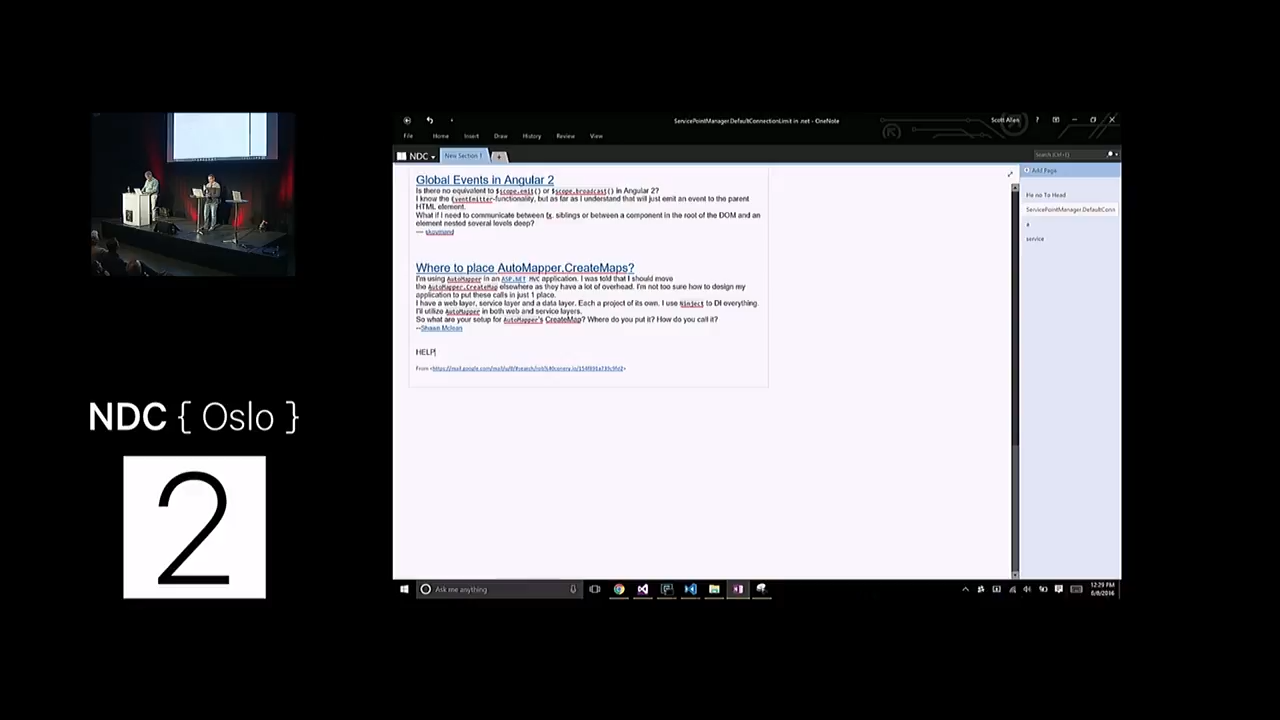 ServicePointManager.DefaultConnectionLimit in .net - OneNote
Scott Allen
File Home Insert Draw History Review View
NDC
New Section 1
Search (Ctrl+E)
Add Page
He no To Head
ServicePointManager.DefaultConn
a
service
Global Events in Angular 2
Is there no equivalent to $scope.emit() or $scope.broadcast() in Angular 2?
I know the EventEmitter-functionality, but as far as I understand that will just emit an event to the parent
HTML element.
What if I need to communicate between fx. siblings or between a component in the root of the DOM and an
element nested several levels deep?
— skovmand
Where to place AutoMapper.CreateMaps?
I'm using AutoMapper in an ASP.NET MVC application. I was told that I should move
the AutoMapper.CreateMap elsewhere as they have a lot of overhead. I'm not too sure how to design my
application to put these calls in just 1 place.
I have a web layer, service layer and a data layer. Each a project of its own. I use Ninject to DI everything.
I'll utilize AutoMapper in both web and service layers.
So what are your setup for AutoMapper's CreateMap? Where do you put it? How do you call it?
--Shawn Mclean
HELP
NDC { Oslo }
2
Ask me anything
12:29 PM
6/8/2016